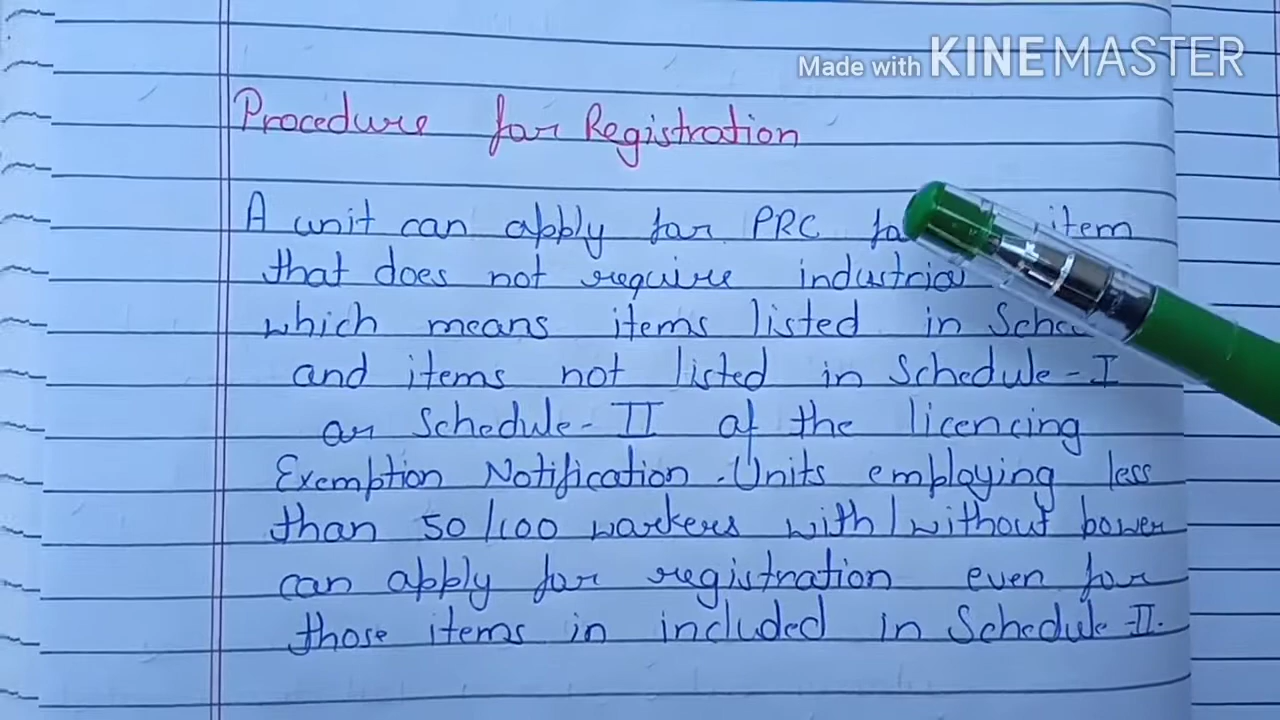 Made with KINEMASTER
Procedure for Registration
A unit can apply for PRC item
that does not require
which means items listed in
and items not listed in Schedule-I
or Schedule-II of the licencing
Exemption Notification. Units employing less
than 50/100 workers with/without power
can apply for registration even for
those items in included in Schedule-II.